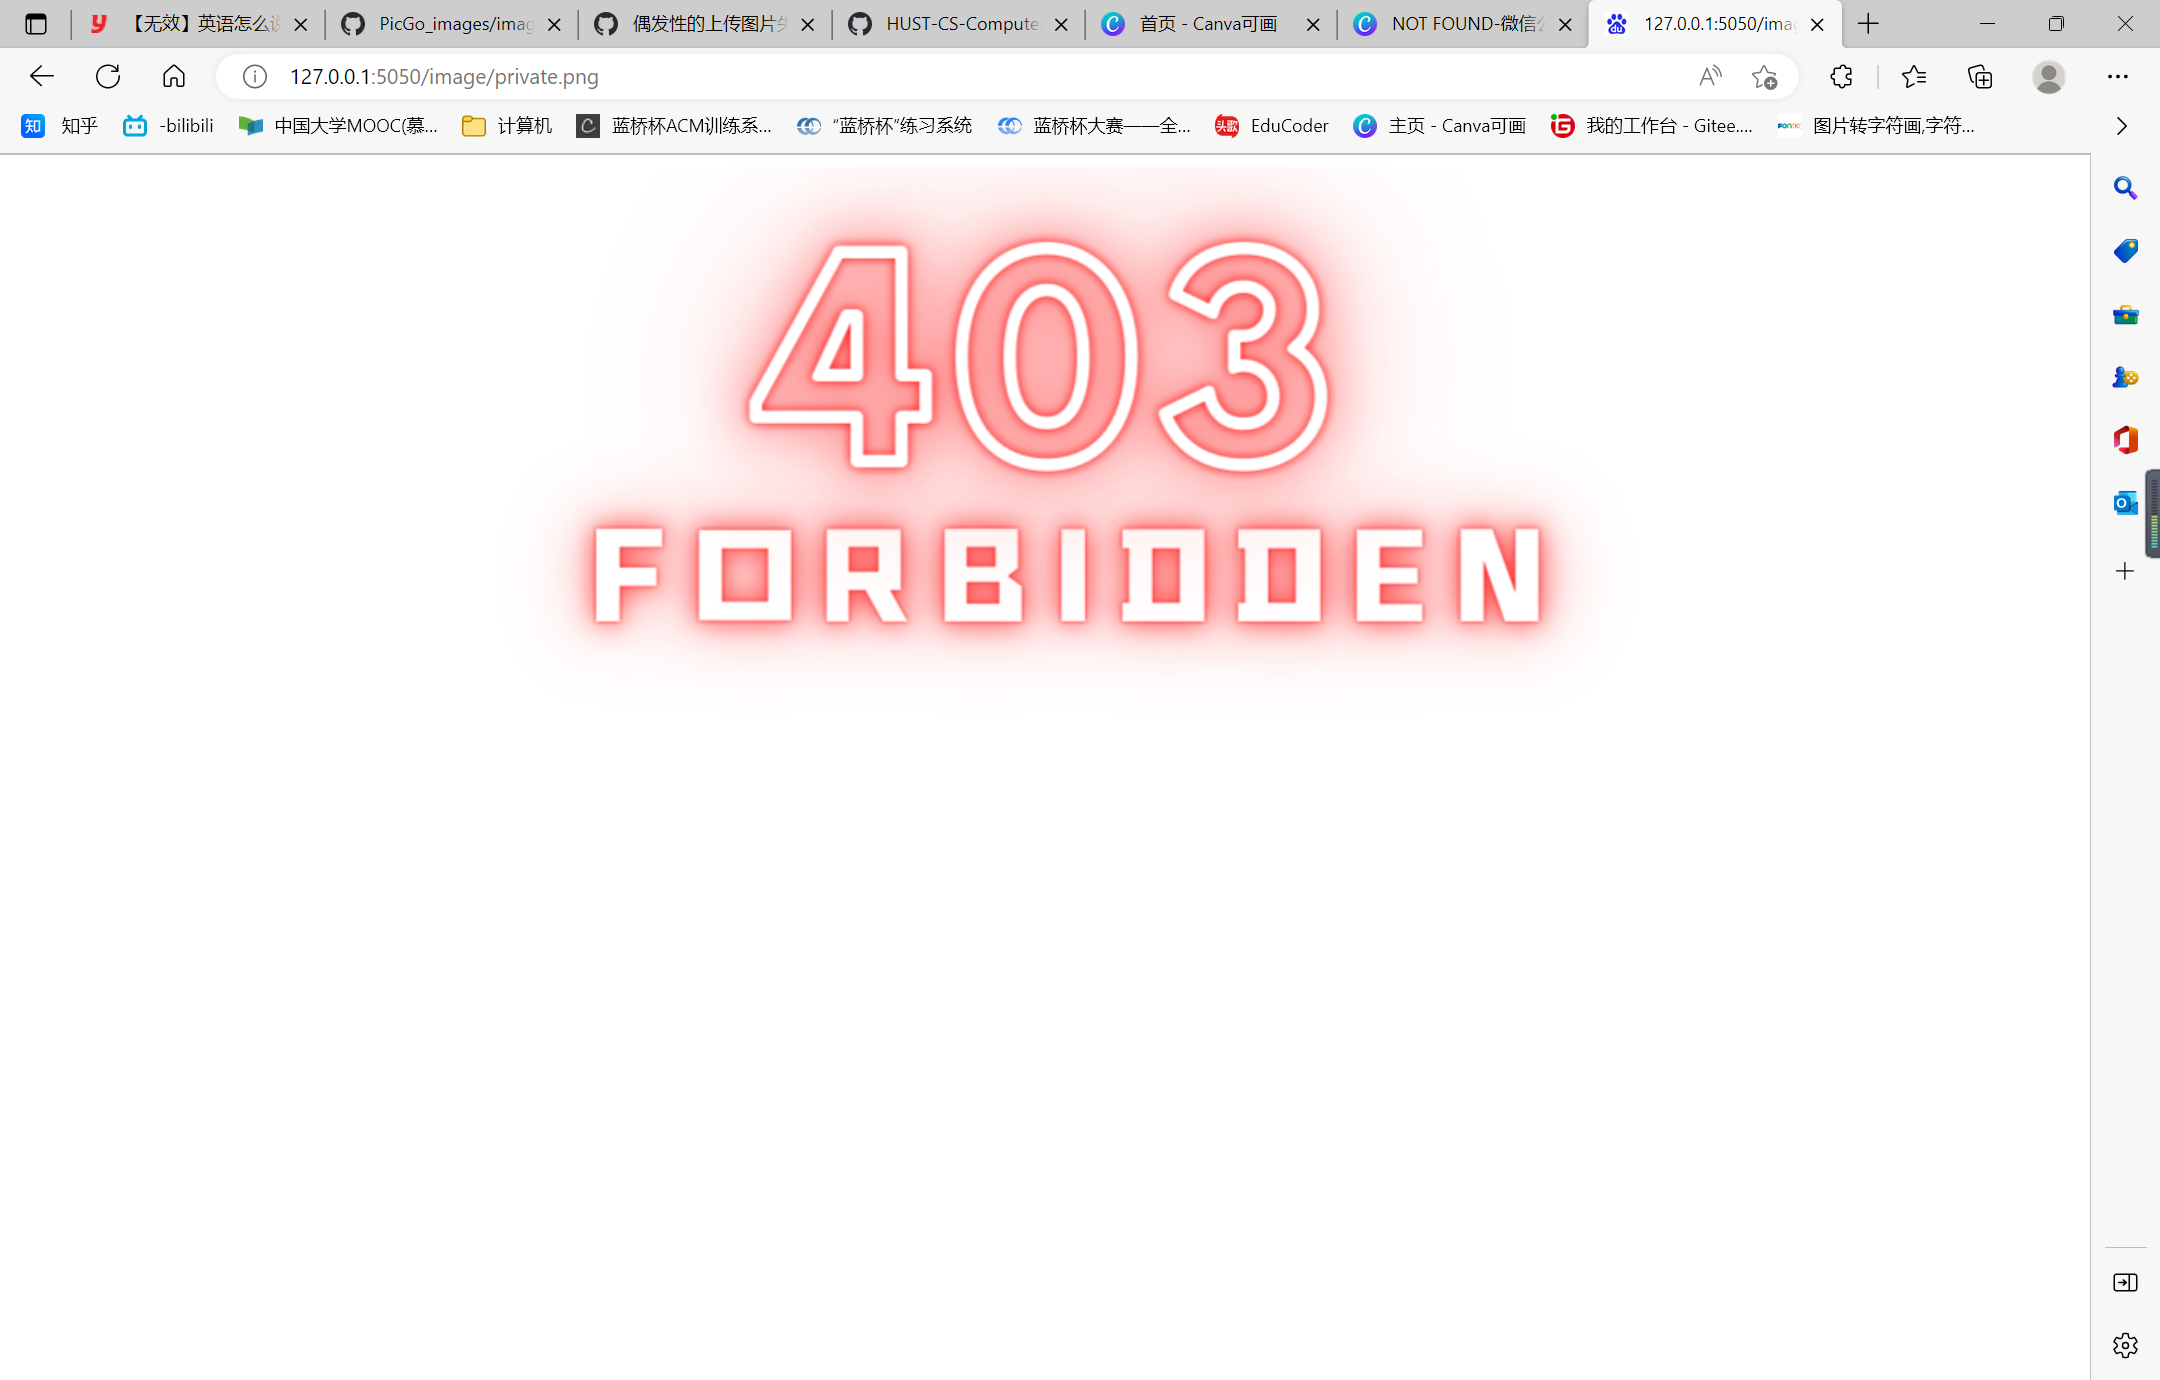 【无效】英语怎么说
PicGo_images/imag
偶发性的上传图片失
HUST-CS-Compute
首页 - Canva可画
NOT FOUND-微信公
127.0.0.1:5050/ima
127.0.0.1:5050/image/private.png
知 知乎
-bilibili
中国大学MOOC(慕...
计算机
蓝桥杯ACM训练系...
“蓝桥杯”练习系统
蓝桥杯大赛——全...
头歌 EduCoder
主页 - Canva可画
我的工作台 - Gitee....
图片转字符画,字符...
403
FORBIDDEN